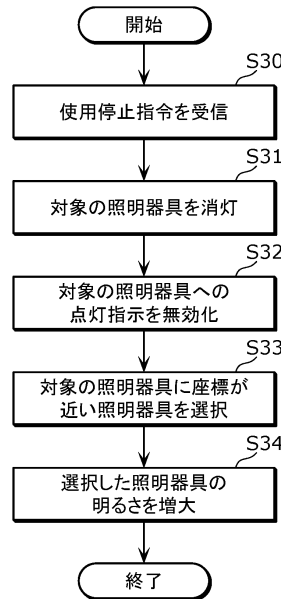 開始
S30
使用停止指令を受信
S31
対象の照明器具を消灯
S32
対象の照明器具への
点灯指示を無効化
S33
対象の照明器具に座標が
近い照明器具を選択
S34
選択した照明器具の
明るさを増大
終了